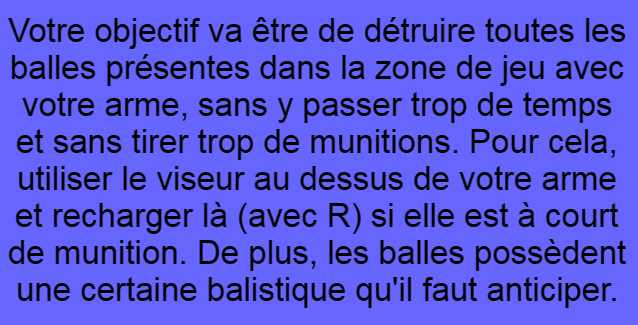 Votre objectif va être de détruire toutes les
balles présentes dans la zone de jeu avec
votre arme, sans y passer trop de temps
et sans tirer trop de munitions. Pour cela,
utiliser le viseur au dessus de votre arme
et recharger là (avec R) si elle est à court
de munition. De plus, les balles possèdent
une certaine balistique qu'il faut anticiper.